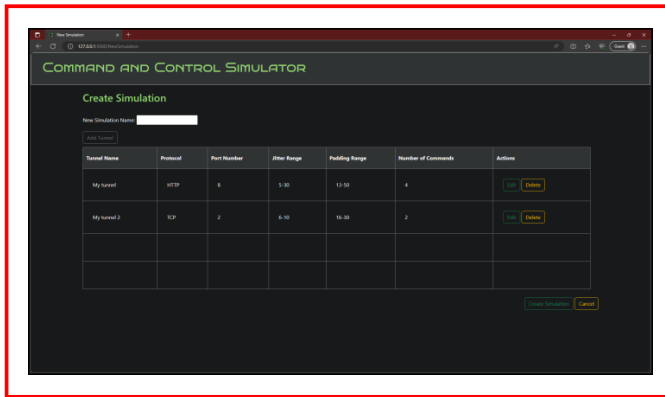 New Simulation
127.0.0.1:5000/NewSimulation
Guest
COMMAND AND CONTROL SIMULATOR
Create Simulation
New Simulation Name:
Add Tunnel
Tunnel Name Protocol Port Number Jitter Range Padding Range Number of Commands Actions
My tunnel HTTP 6 5-30 13-50 4 Edit Delete
My tunnel 2 TCP 2 6-10 16-30 2 Edit Delete
Create Simulation Cancel